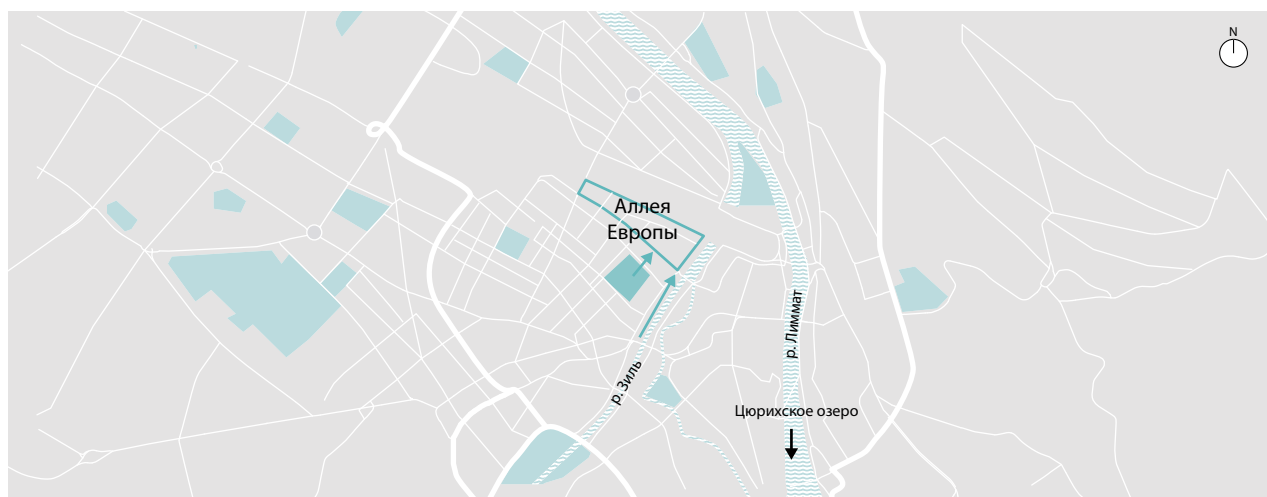 N
Аллея
Европы
р. Лиммат
р. Зиль
Цюрихское озеро